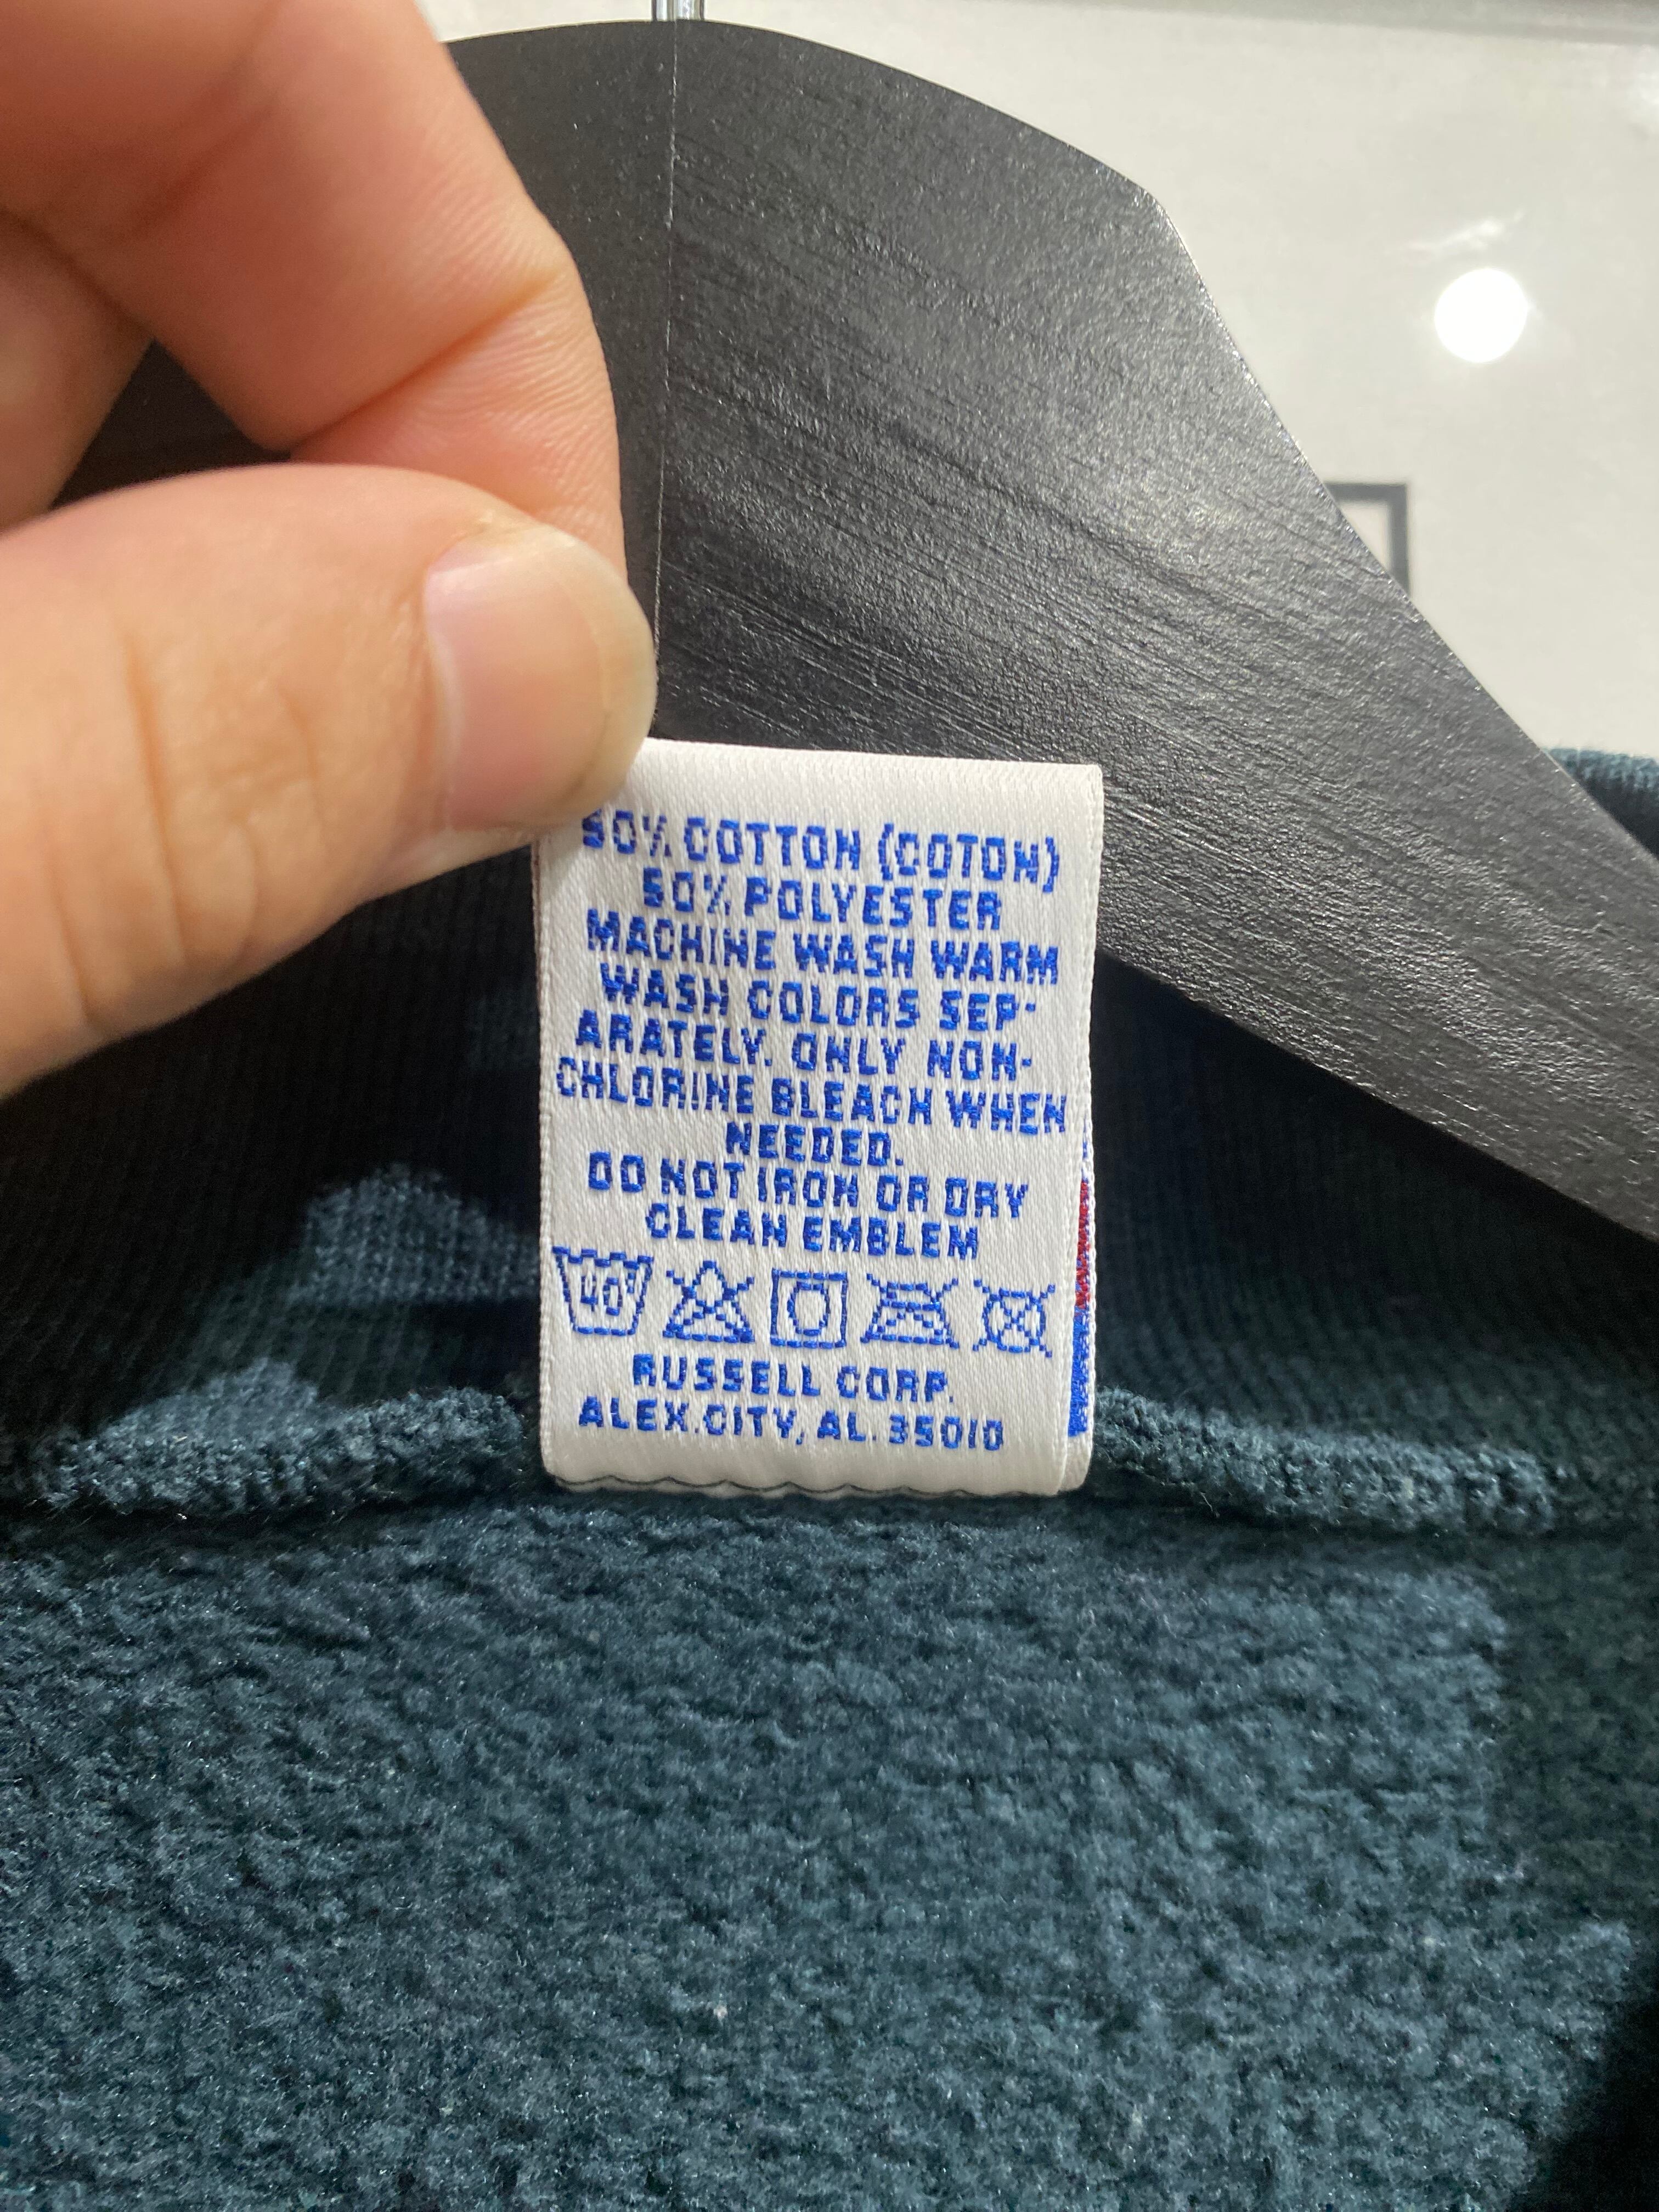 50% COTTON (COTON)
50% POLYESTER
MACHINE WASH WARM
WASH COLORS SEP-
ARATELY. ONLY NON-
CHLORINE BLEACH WHEN
NEEDED.
DO NOT IRON OR DRY
CLEAN EMBLEM
40°
RUSSELL CORP.
ALEX.CITY, AL. 35010